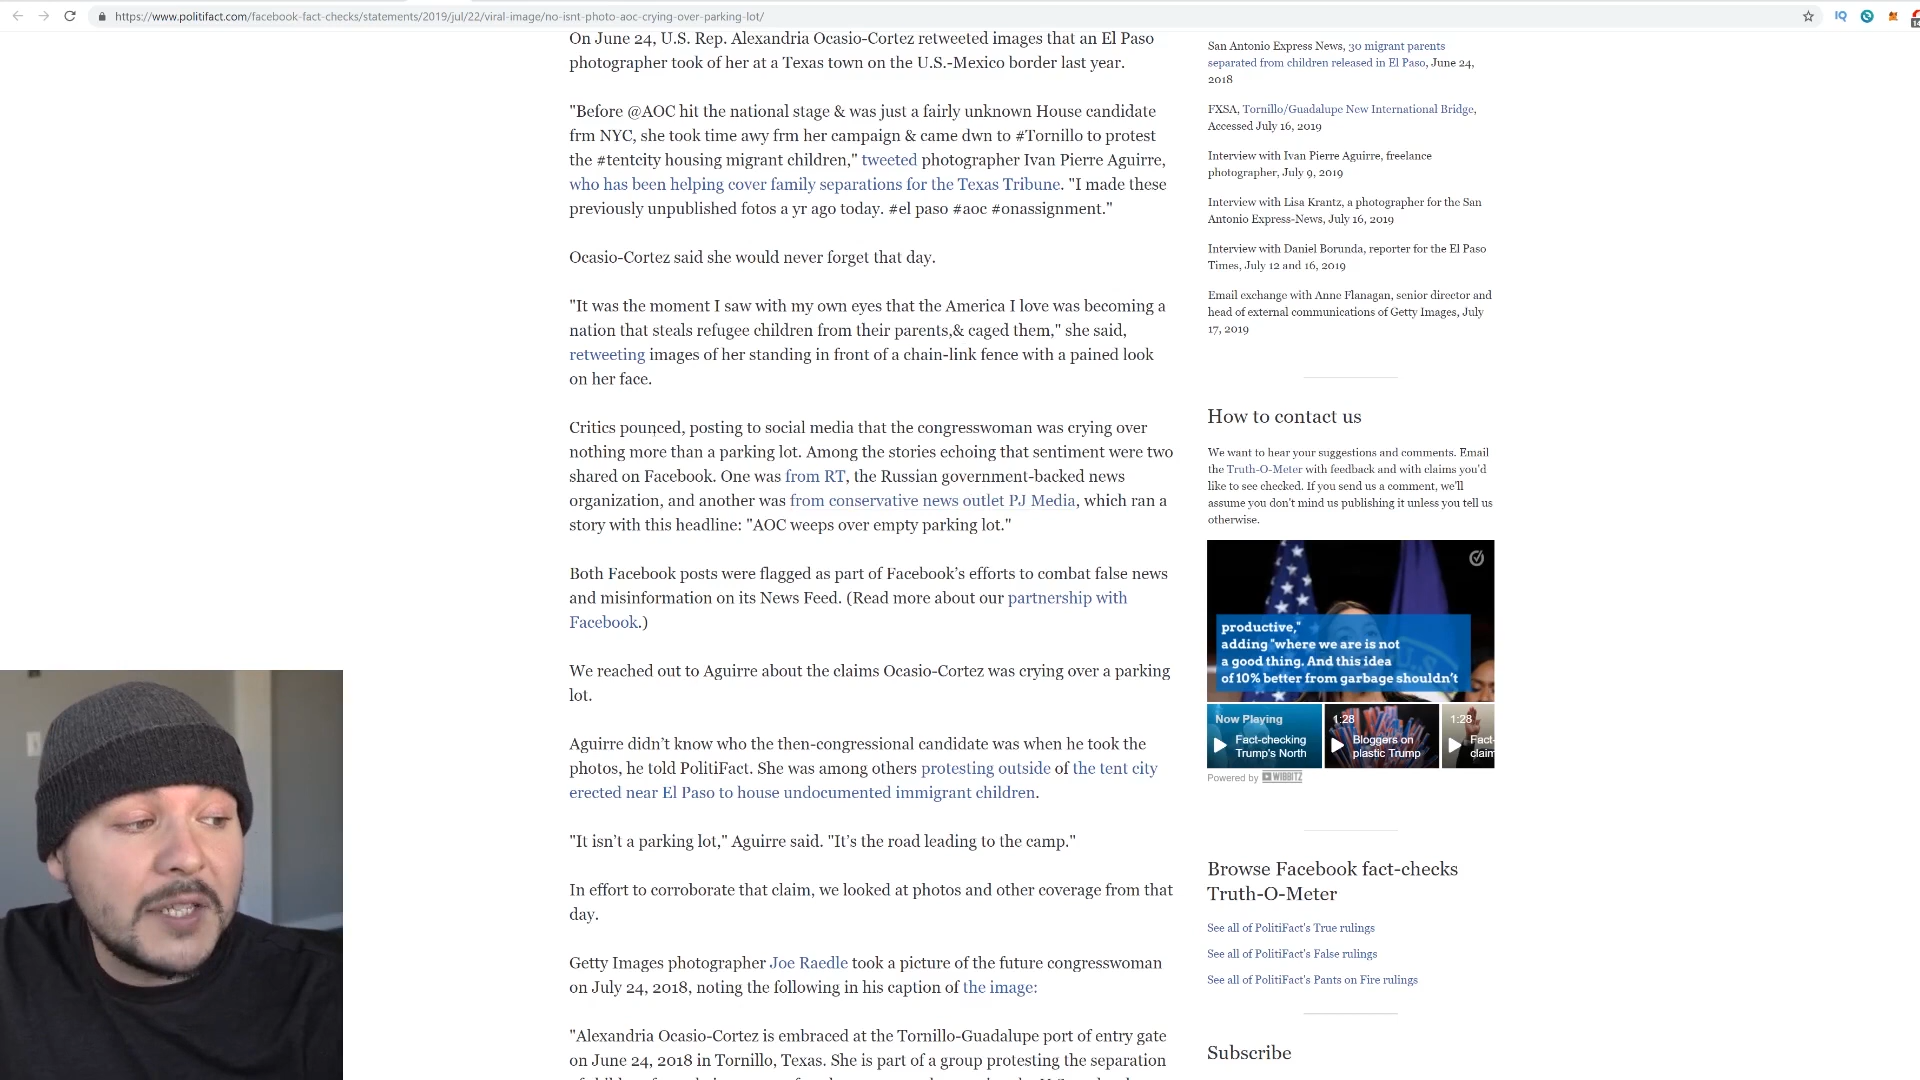 https://www.politifact.com/facebook-fact-checks/statements/2019/jul/22/viral-image/no-isnt-photo-aoc-crying-over-parking-lot/
On June 24, U.S. Rep. Alexandria Ocasio-Cortez retweeted images that an El Paso
photographer took of her at a Texas town on the U.S.-Mexico border last year.
"Before @AOC hit the national stage & was just a fairly unknown House candidate
frm NYC, she took time awy frm her campaign & came dwn to #Tornillo to protest
the #tentcity housing migrant children," tweeted photographer Ivan Pierre Aguirre,
who has been helping cover family separations for the Texas Tribune. "I made these
previously unpublished fotos a yr ago today. #el paso #aoc #onassignment."
Ocasio-Cortez said she would never forget that day.
"It was the moment I saw with my own eyes that the America I love was becoming a
nation that steals refugee children from their parents,& caged them," she said,
retweeting images of her standing in front of a chain-link fence with a pained look
on her face.
Critics pounced, posting to social media that the congresswoman was crying over
nothing more than a parking lot. Among the stories echoing that sentiment were two
shared on Facebook. One was from RT, the Russian government-backed news
organization, and another was from conservative news outlet PJ Media, which ran a
story with this headline: "AOC weeps over empty parking lot."
Both Facebook posts were flagged as part of Facebook’s efforts to combat false news
and misinformation on its News Feed. (Read more about our partnership with
Facebook.)
We reached out to Aguirre about the claims Ocasio-Cortez was crying over a parking
lot.
Aguirre didn’t know who the then-congressional candidate was when he took the
photos, he told PolitiFact. She was among others protesting outside of the tent city
erected near El Paso to house undocumented immigrant children.
"It isn’t a parking lot," Aguirre said. "It’s the road leading to the camp."
In effort to corroborate that claim, we looked at photos and other coverage from that
day.
Getty Images photographer Joe Raedle took a picture of the future congresswoman
on July 24, 2018, noting the following in his caption of the image:
"Alexandria Ocasio-Cortez is embraced at the Tornillo-Guadalupe port of entry gate
on June 24, 2018 in Tornillo, Texas. She is part of a group protesting the separation
San Antonio Express News, 30 migrant parents
separated from children released in El Paso, June 24,
2018
FXSA, Tornillo/Guadalupe New International Bridge,
Accessed July 16, 2019
Interview with Ivan Pierre Aguirre, freelance
photographer, July 9, 2019
Interview with Lisa Krantz, a photographer for the San
Antonio Express-News, July 16, 2019
Interview with Daniel Borunda, reporter for the El Paso
Times, July 12 and 16, 2019
Email exchange with Anne Flanagan, senior director and
head of external communications of Getty Images, July
17, 2019
How to contact us
We want to hear your suggestions and comments. Email
the Truth-O-Meter with feedback and with claims you'd
like to see checked. If you send us a comment, we'll
assume you don't mind us publishing it unless you tell us
otherwise.
productive,"
adding "where we are is not
a good thing. And this idea
of 10% better from garbage shouldn't
Now Playing
Fact-checking
Trump's North
1:28
Bloggers on
plastic Trump
1:28
Fact-
claim
Powered by WIBBITZ
Browse Facebook fact-checks
Truth-O-Meter
See all of PolitiFact's True rulings
See all of PolitiFact's False rulings
See all of PolitiFact's Pants on Fire rulings
Subscribe